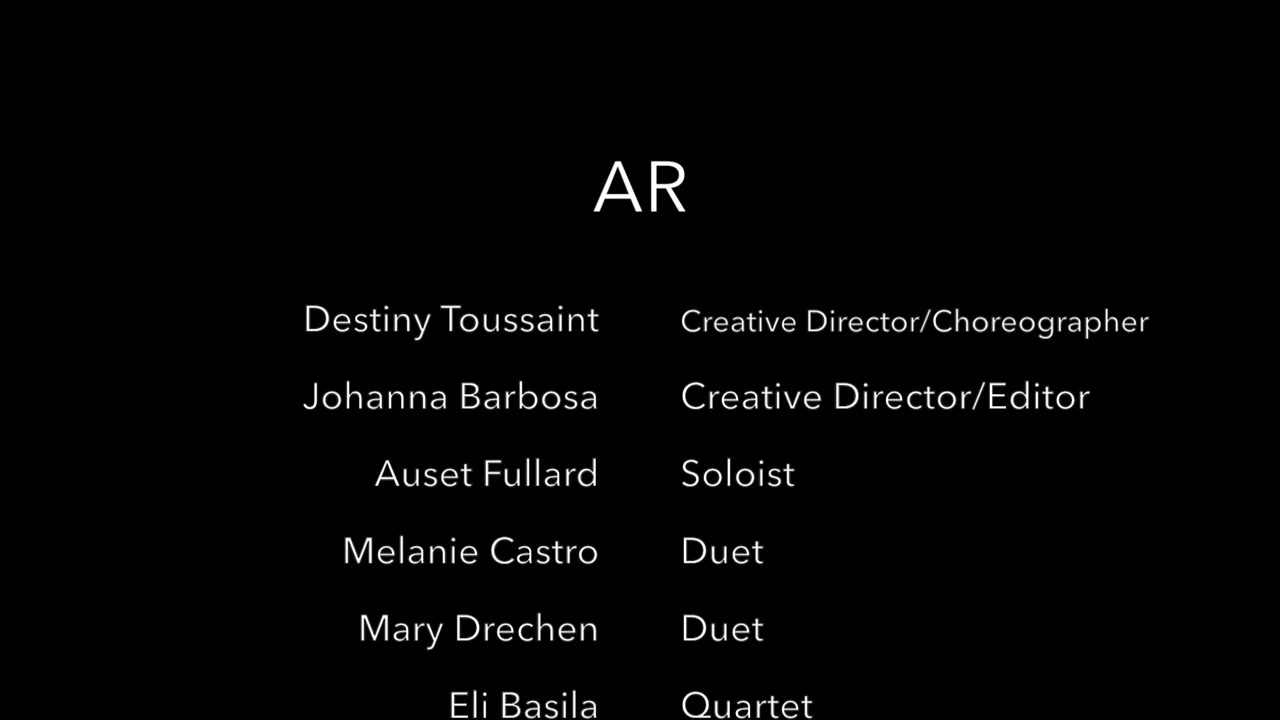 AR
Destiny Toussaint Creative Director/Choreographer
Johanna Barbosa Creative Director/Editor
Auset Fullard Soloist
Melanie Castro Duet
Mary Drechen Duet
Eli Basila Quartet